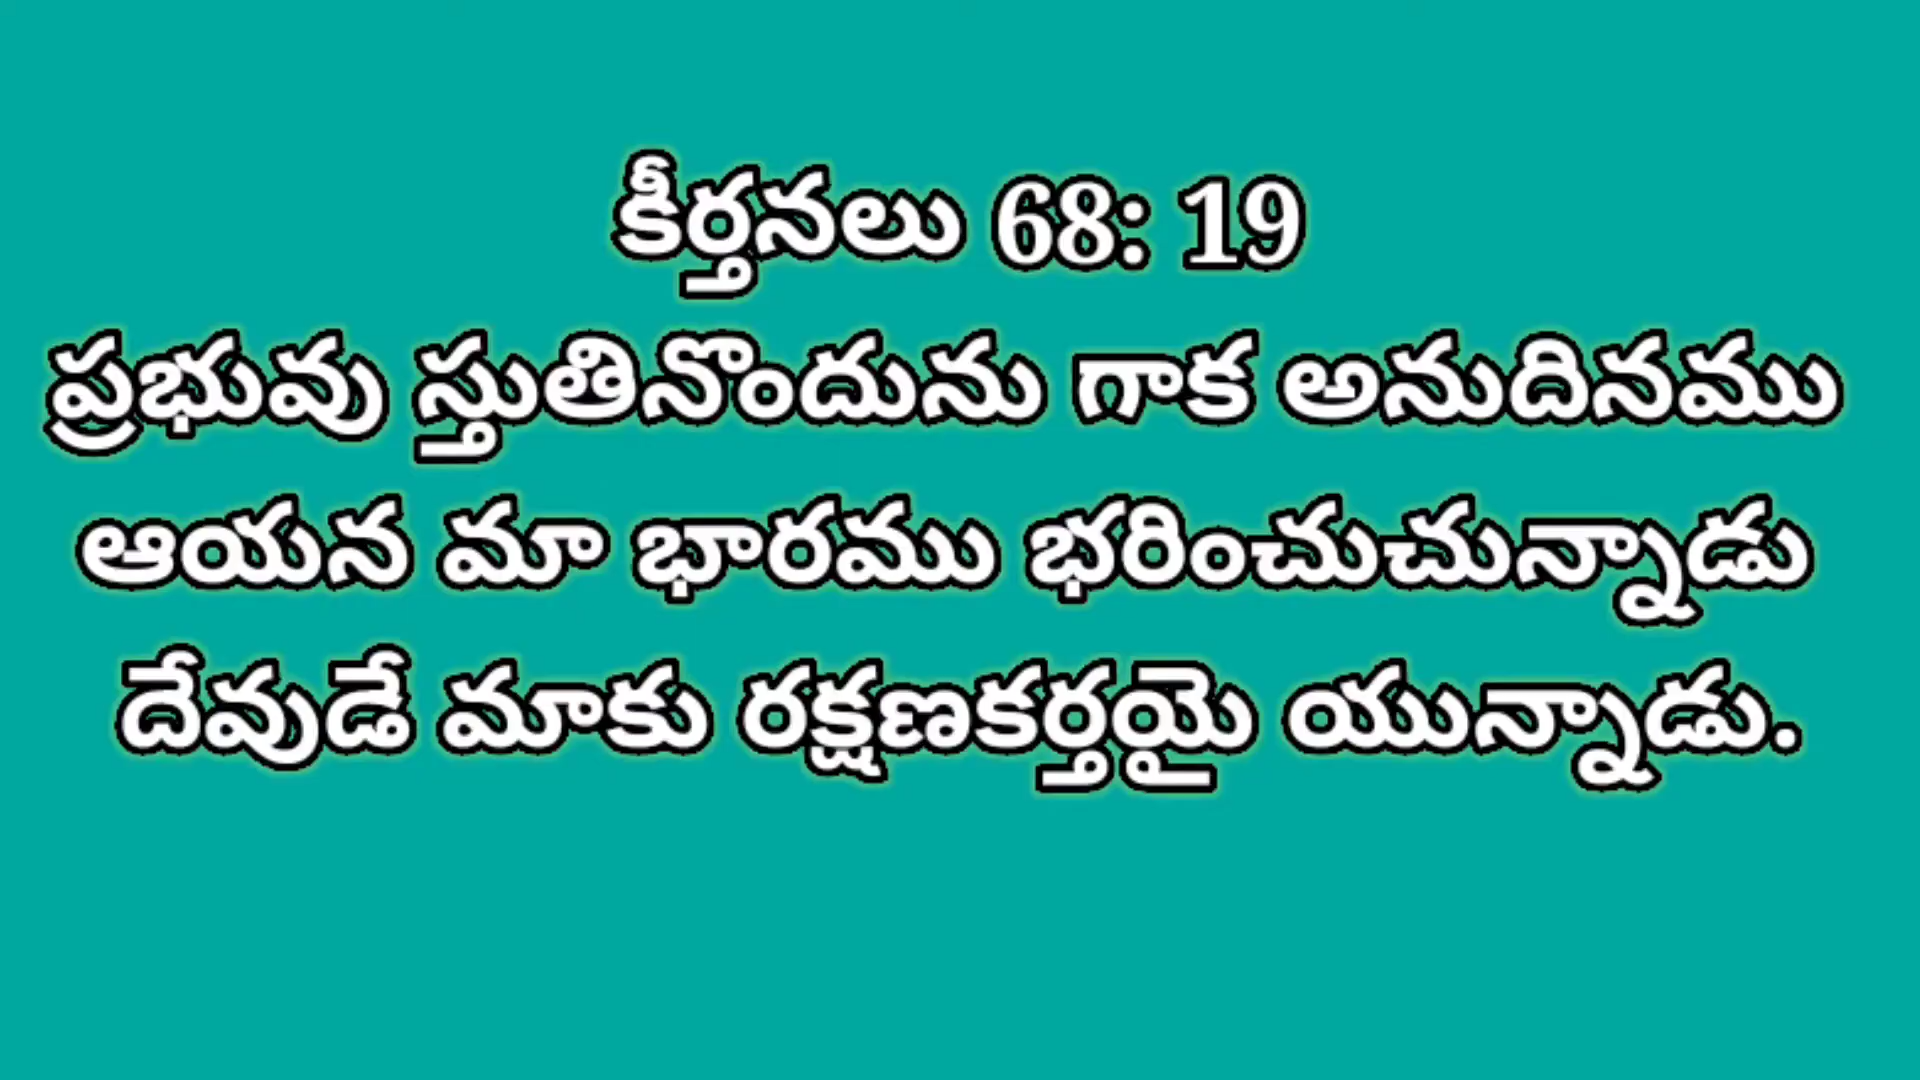 కీర్తనలు 68: 19
ప్రభువు స్తుతినొందును గాక అనుదినము
ఆయన మా భారము భరించుచున్నాడు
దేవుడే మాకు రక్షణకర్తయై యున్నాడు.